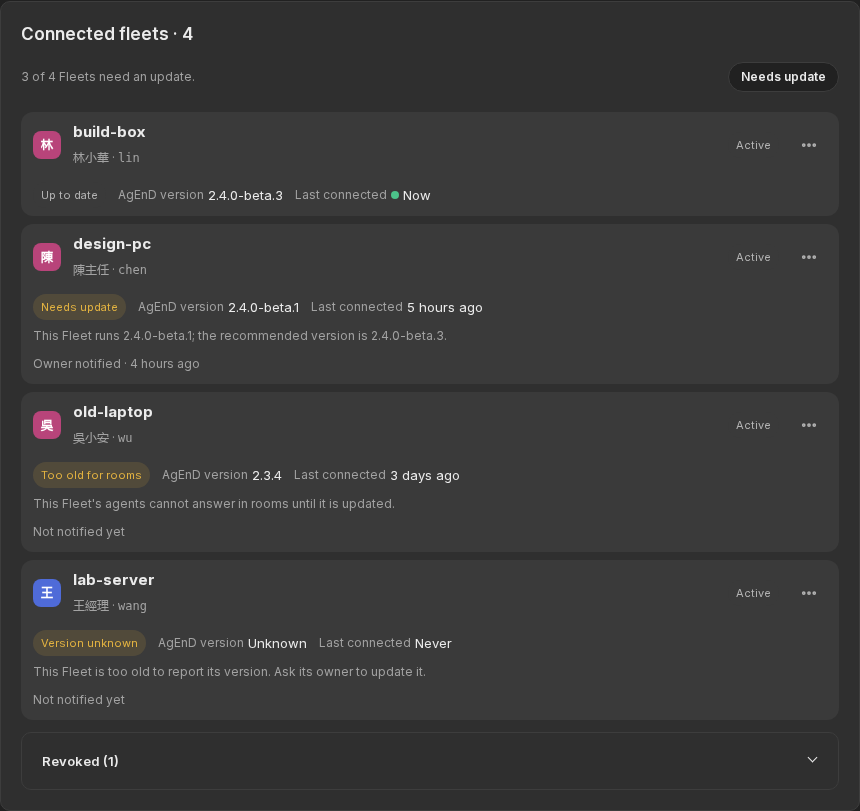 Connected fleets · 4
3 of 4 Fleets need an update.
Needs update
林
build-box
林小華 · lin
Active
Up to date
AgEnD version 2.4.0-beta.3
Last connected Now
陳
design-pc
陳主任 · chen
Active
Needs update
AgEnD version 2.4.0-beta.1
Last connected 5 hours ago
This Fleet runs 2.4.0-beta.1; the recommended version is 2.4.0-beta.3.
Owner notified · 4 hours ago
吳
old-laptop
吳小安 · wu
Active
Too old for rooms
AgEnD version 2.3.4
Last connected 3 days ago
This Fleet's agents cannot answer in rooms until it is updated.
Not notified yet
王
lab-server
王經理 · wang
Active
Version unknown
AgEnD version Unknown
Last connected Never
This Fleet is too old to report its version. Ask its owner to update it.
Not notified yet
Revoked (1)